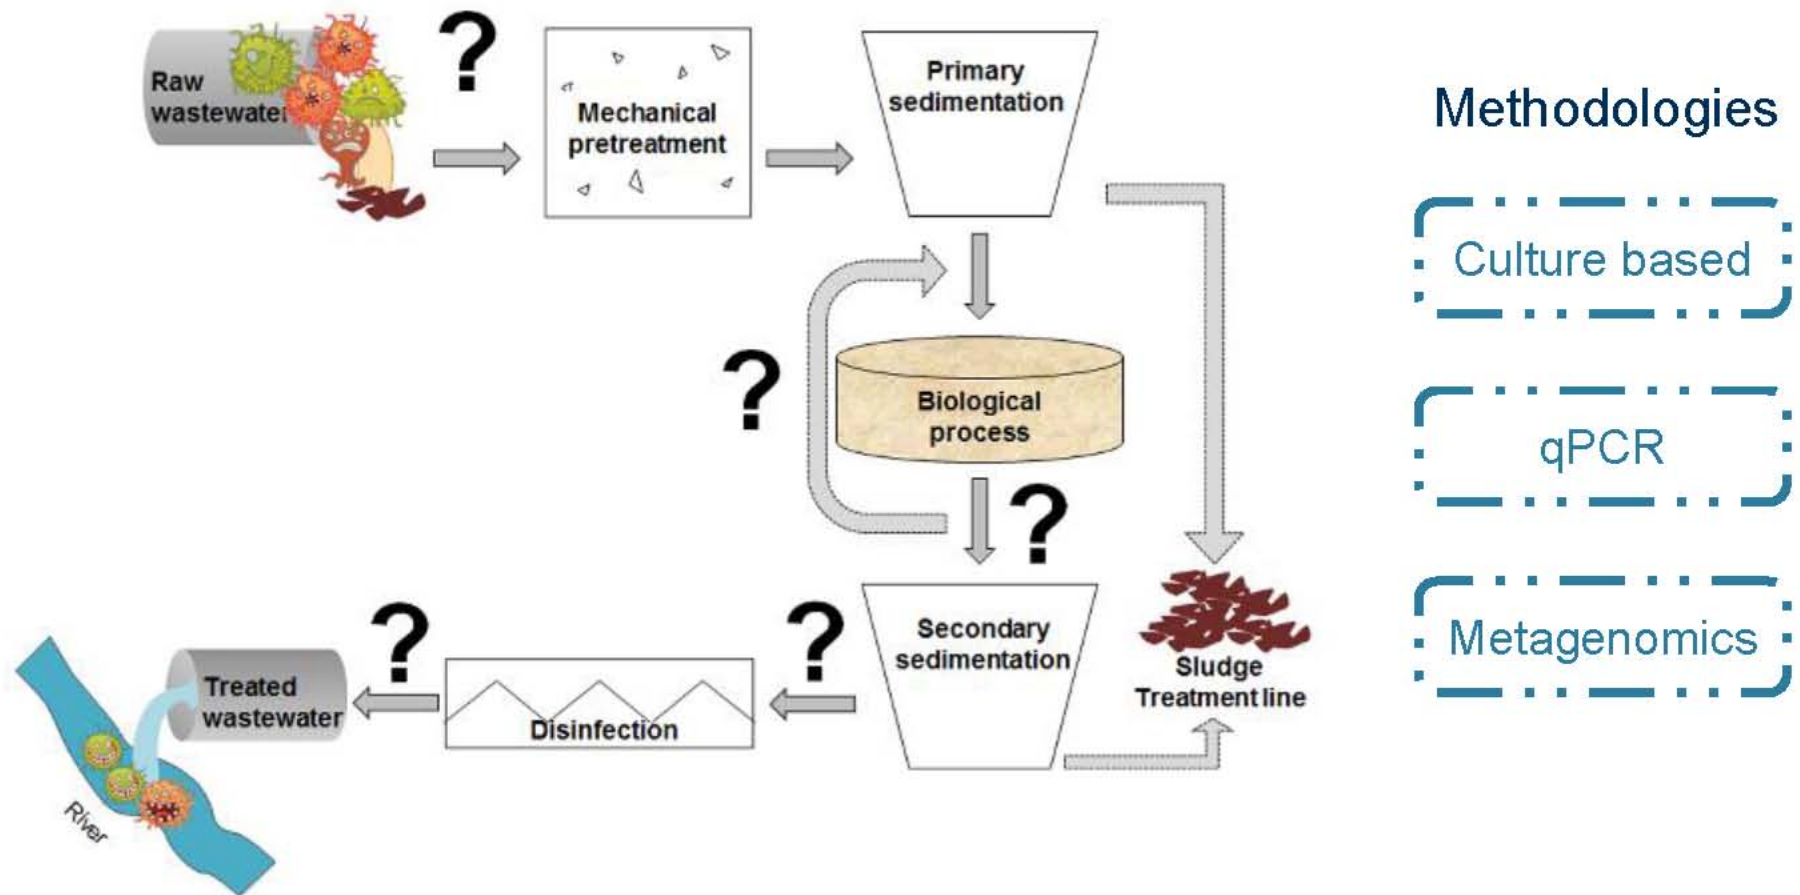 ?
Raw
wastewater
Mechanical
pretreatment
Primary
sedimentation
Methodologies
Culture based
?
Biological
process
qPCR
?
?
?
Secondary
sedimentation
Sludge
Treatment line
Metagenomics
Treated
wastewater
Disinfection
River